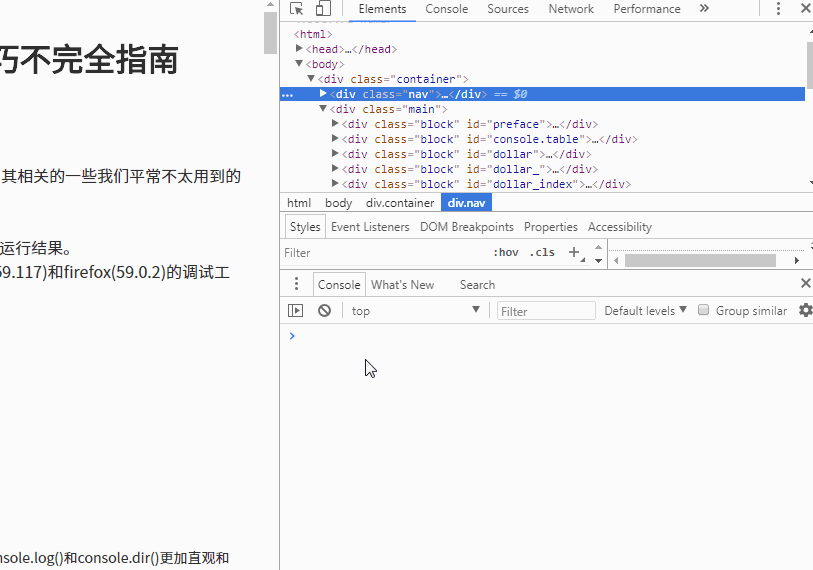 巧不完全指南
其相关的一些我们平常不太用到的
运行结果。
59.117)和firefox(59.0.2)的调试工
nsole.log()和console.dir()更加直观和
Elements Console Sources Network Performance »
<html>
<head>…</head>
<body>
<div class="container">
<div class="nav">…</div> == $0
<div class="main">
<div class="block" id="preface">…</div>
<div class="block" id="console.table">…</div>
<div class="block" id="dollar">…</div>
<div class="block" id="dollar_">…</div>
<div class="block" id="dollar_index">…</div>
html body div.container div.nav
Styles Event Listeners DOM Breakpoints Properties Accessibility
Filter :hov .cls +
Console What's New Search
top Filter Default levels Group similar